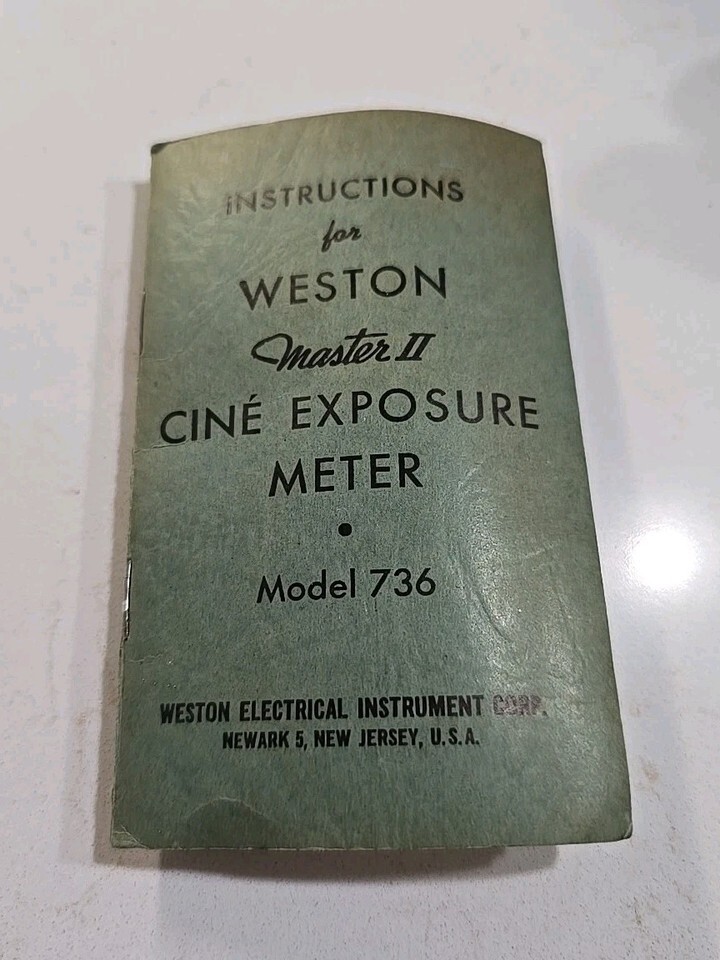 INSTRUCTIONS
for
WESTON
Master II
CINÉ EXPOSURE
METER
•
Model 736
WESTON ELECTRICAL INSTRUMENT CORP.
NEWARK 5, NEW JERSEY, U.S.A.